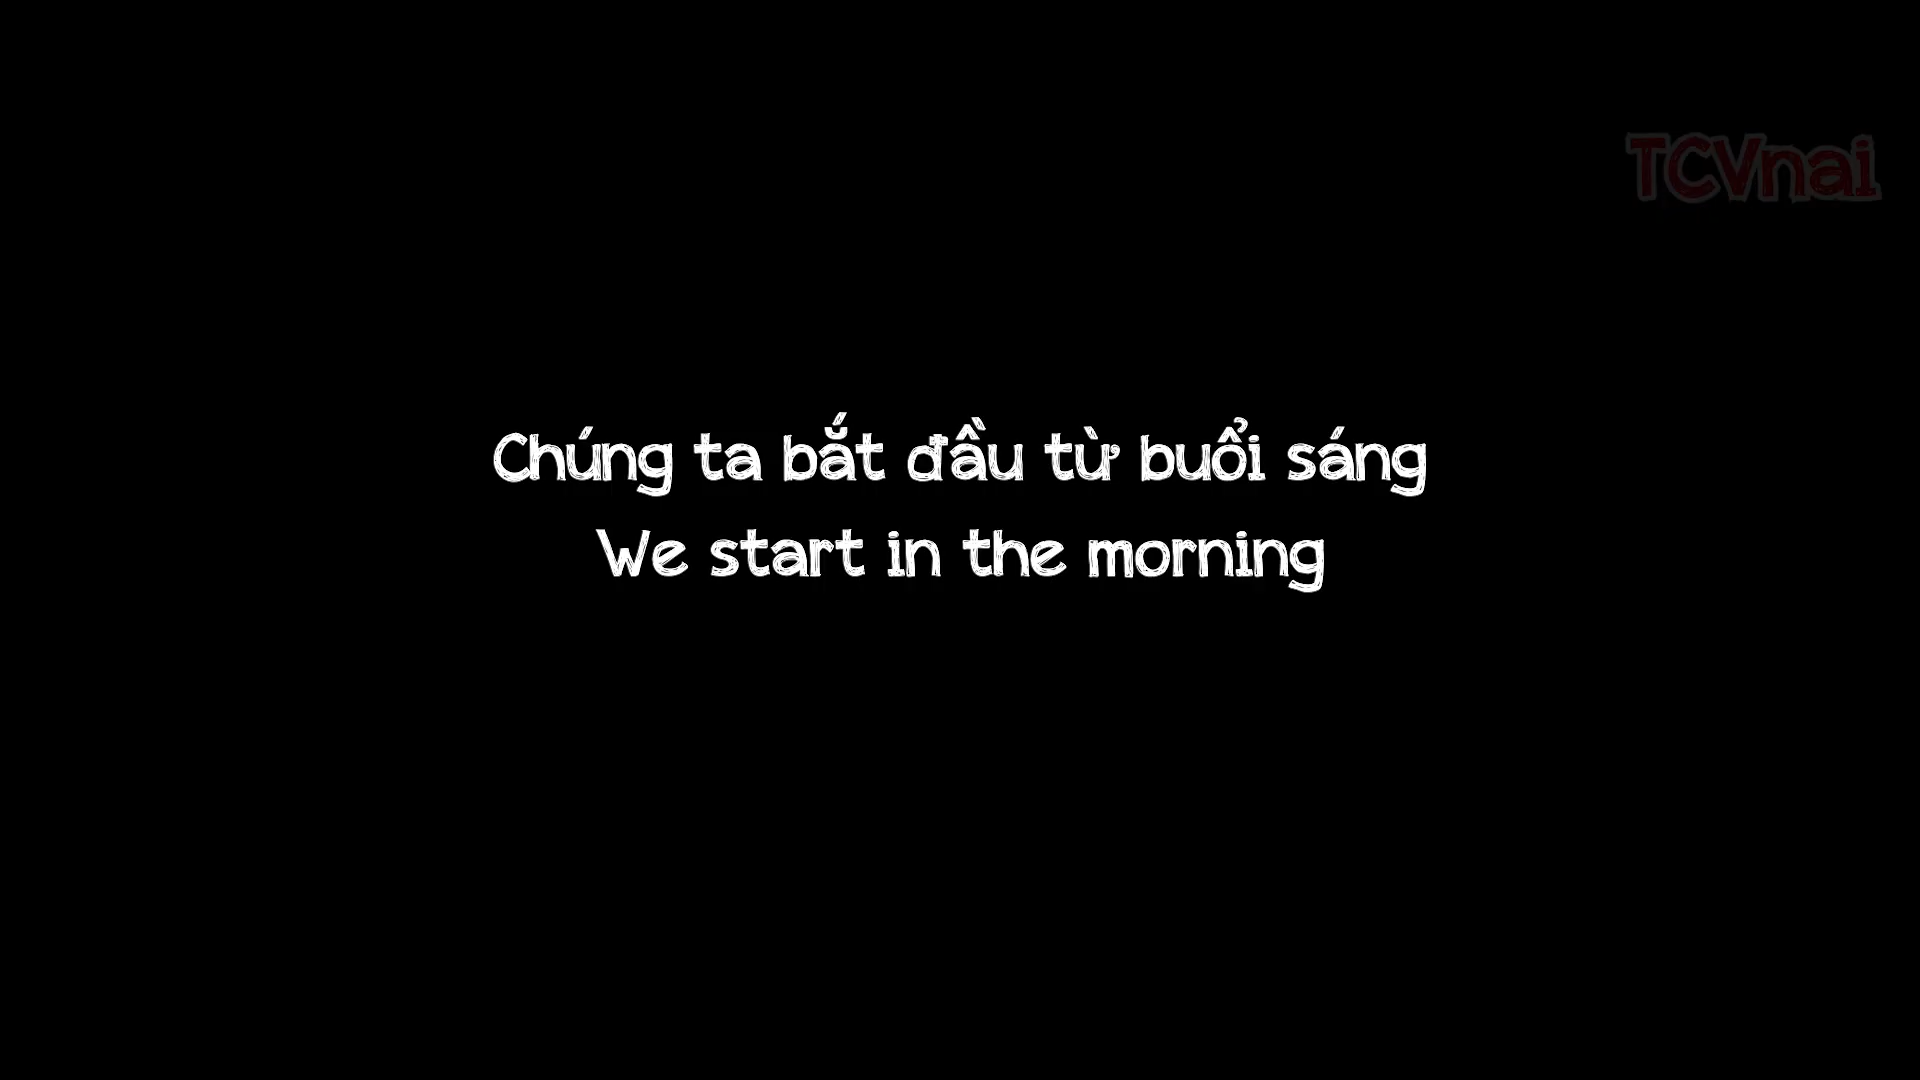 TCVnai
Chúng ta bắt đầu từ buổi sáng
We start in the morning